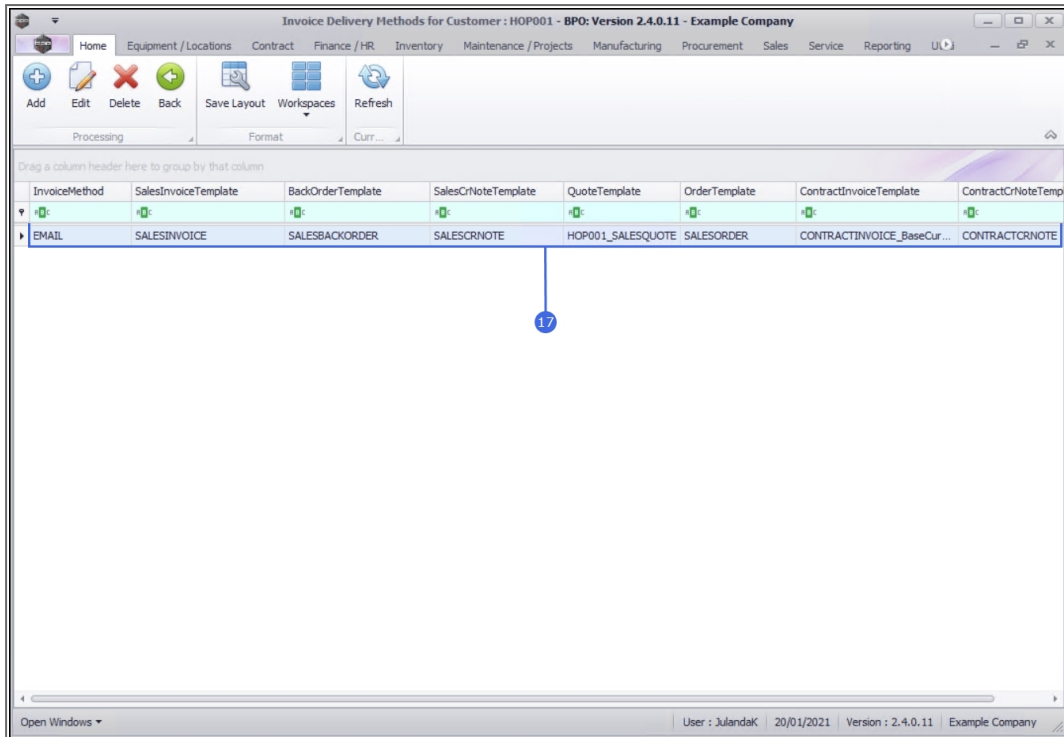 Invoice Delivery Methods for Customer : HOP001 - BPO: Version 2.4.0.11 - Example Company
Home Equipment / Locations Contract Finance / HR Inventory Maintenance / Projects Manufacturing Procurement Sales Service Reporting
Add Edit Delete Back Save Layout Workspaces Refresh
Processing Format Curr...
Drag a column header here to group by that column
InvoiceMethod SalesInvoiceTemplate BackOrderTemplate SalesCrNoteTemplate QuoteTemplate OrderTemplate ContractInvoiceTemplate ContractCrNoteTemp
EMAIL SALESINVOICE SALESBACKORDER SALESCRNOTE HOP001_SALESQUOTE SALESORDER CONTRACTINVOICE_BaseCur... CONTRACTCRNOTE
17
Open Windows User : JulandaK 20/01/2021 Version : 2.4.0.11 Example Company